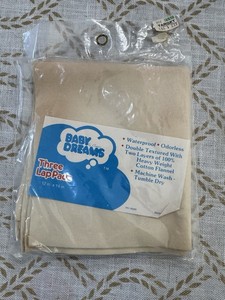 BABY
DREAMS
Three
Lap Pads
• Waterproof • Odorless
• Double Textured With
Two Layers of 100%
Heavy Weight
Cotton Flannel
• Machine Wash -
Tumble Dry